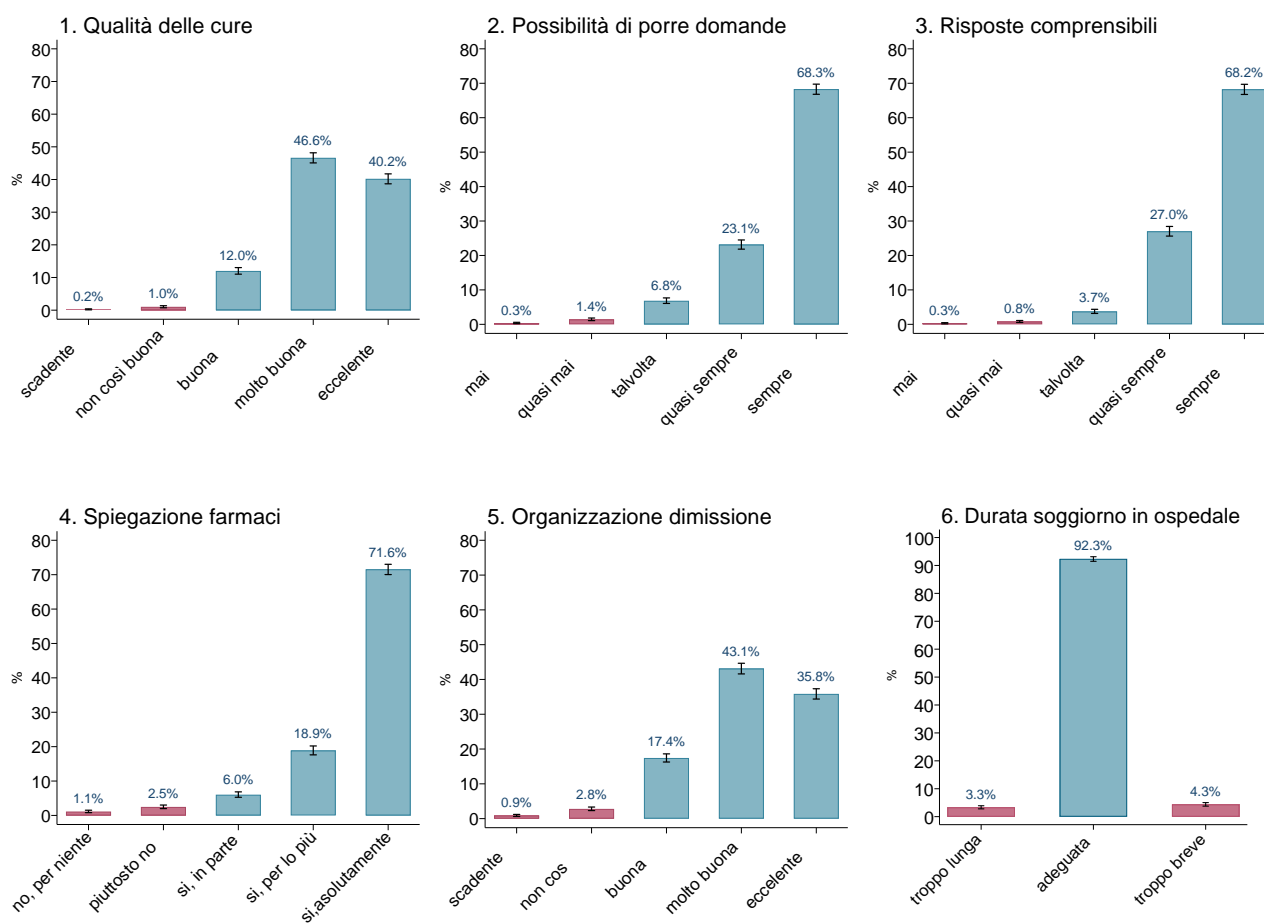 1. Qualità delle cure
80
70
60
50
40
30
20
10
0
%
0.2%
1.0%
12.0%
46.6%
40.2%
scadente
non così buona
buona
molto buona
eccelente
2. Possibilità di porre domande
80
70
60
50
40
30
20
10
0
%
0.3%
1.4%
6.8%
23.1%
68.3%
mai
quasi mai
talvolta
quasi sempre
sempre
3. Risposte comprensibili
80
70
60
50
40
30
20
10
0
%
0.3%
0.8%
3.7%
27.0%
68.2%
mai
quasi mai
talvolta
quasi sempre
sempre
4. Spiegazione farmaci
80
70
60
50
40
30
20
10
0
%
1.1%
2.5%
6.0%
18.9%
71.6%
no, per niente
piuttosto no
si, in parte
si, per lo più
si,asolutamente
5. Organizzazione dimissione
80
70
60
50
40
30
20
10
0
%
0.9%
2.8%
17.4%
43.1%
35.8%
scadente
non cos
buona
molto buona
eccelente
6. Durata soggiorno in ospedale
100
90
80
70
60
50
40
30
20
10
0
%
3.3%
92.3%
4.3%
troppo lunga
adeguata
troppo breve